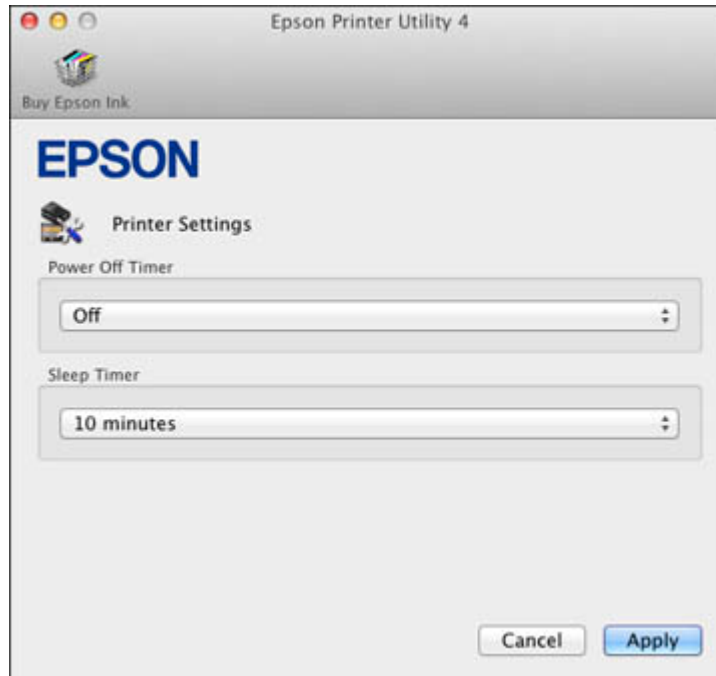 Epson Printer Utility 4
Buy Epson Ink
EPSON
Printer Settings
Power Off Timer
Off
Sleep Timer
10 minutes
Cancel Apply